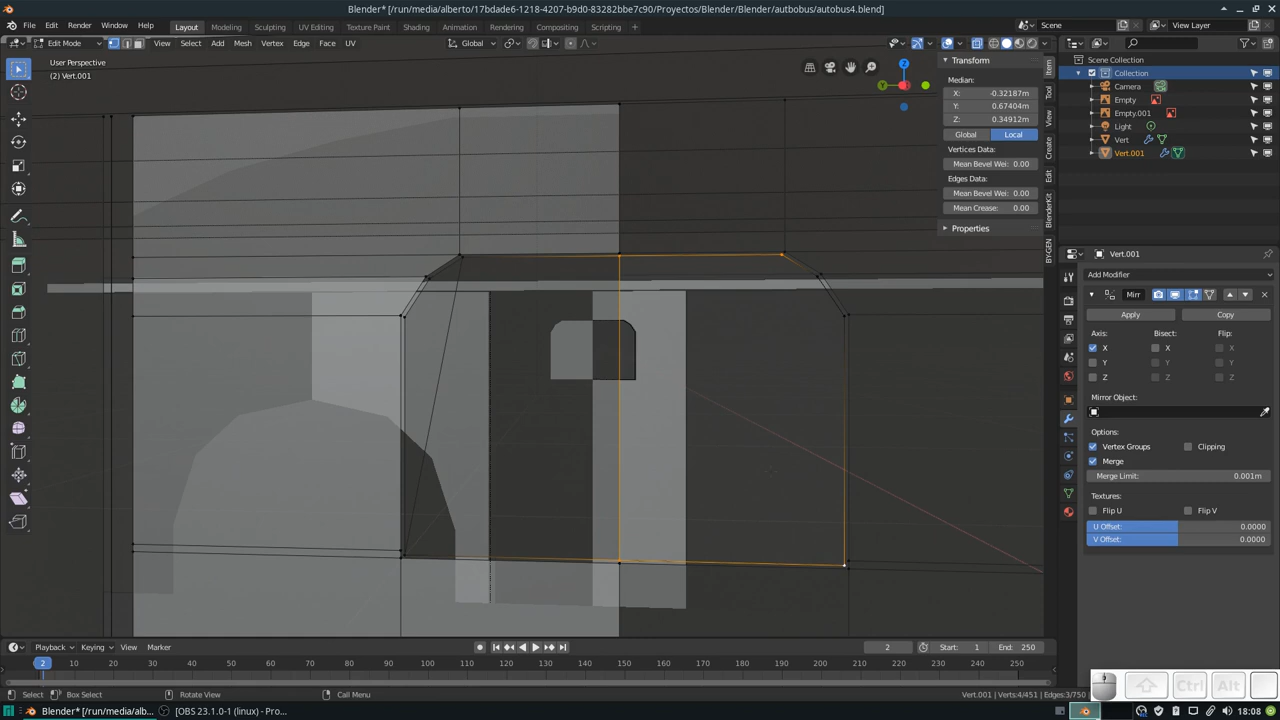 Blender* [/run/media/alberto/17bdade6-1218-4207-b9d0-83282bbe7c90/Proyectos/Blender/Blender/autbobus/autobus4.blend]
File Edit Render Window Help Layout Modeling Sculpting UV Editing Texture Paint Shading Animation Rendering Compositing Scripting + Scene View Layer
Edit Mode View Select Add Mesh Vertex Edge Face UV Global
User Perspective
(2) Vert.001
Z
Y
Transform
Median:
X: -0.32187m
Y: 0.67404m
Z: 0.34912m
Global Local
Vertices Data:
Mean Bevel Wei: 0.00
Edges Data:
Mean Bevel Wei: 0.00
Mean Crease: 0.00
Properties
Item
Tool
View
Create
Edit
BlenderKit
BY-GEN
Scene Collection
Collection
Camera
Empty
Empty.001
Light
Vert
Vert.001
Vert.001
Add Modifier
Mirr
Apply Copy
Axis: Bisect: Flip:
X X X
Y Y Y
Z Z Z
Mirror Object:
Options:
Vertex Groups Clipping
Merge
Merge Limit: 0.001m
Textures:
Flip U Flip V
U Offset: 0.0000
V Offset: 0.0000
Playback Keying View Marker 2 Start: 1 End: 250
2 10 20 30 40 50 60 70 80 90 100 110 120 130 140 150 160 170 180 190 200 210 220 230 240 250
Ctrl Alt
Select Box Select Rotate View Call Menu Vert.001 | Verts:4/451 | Edges:3/750
Blender* [/run/media/alb... [OBS 23.1.0-1 (linux) - Pro... 18:08